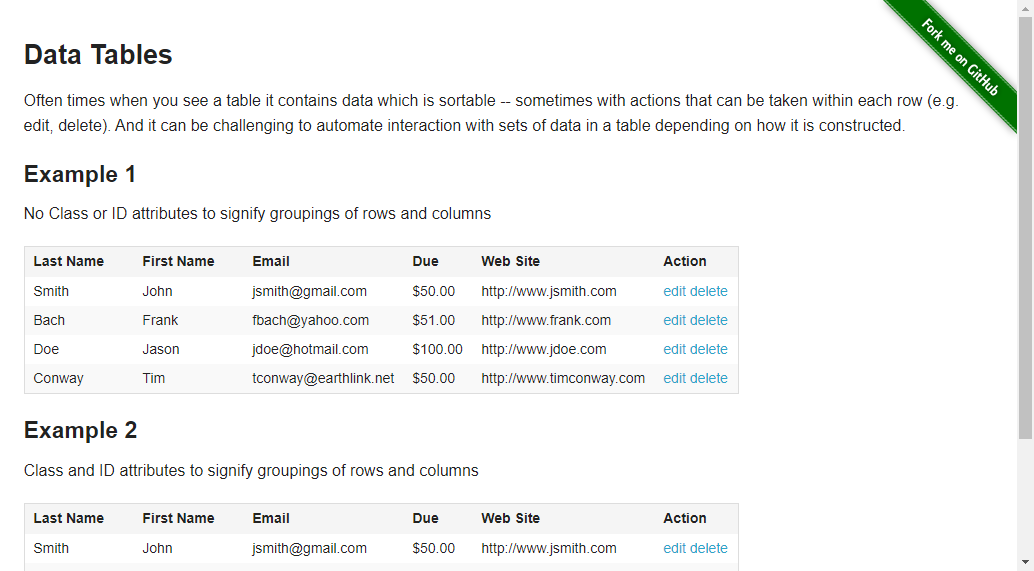 Fork me on GitHub
Data Tables
Often times when you see a table it contains data which is sortable -- sometimes with actions that can be taken within each row (e.g.
edit, delete). And it can be challenging to automate interaction with sets of data in a table depending on how it is constructed.
Example 1
No Class or ID attributes to signify groupings of rows and columns
Last Name First Name Email Due Web Site Action
Smith John jsmith@gmail.com $50.00 http://www.jsmith.com edit delete
Bach Frank fbach@yahoo.com $51.00 http://www.frank.com edit delete
Doe Jason jdoe@hotmail.com $100.00 http://www.jdoe.com edit delete
Conway Tim tconway@earthlink.net $50.00 http://www.timconway.com edit delete
Example 2
Class and ID attributes to signify groupings of rows and columns
Last Name First Name Email Due Web Site Action
Smith John jsmith@gmail.com $50.00 http://www.jsmith.com edit delete